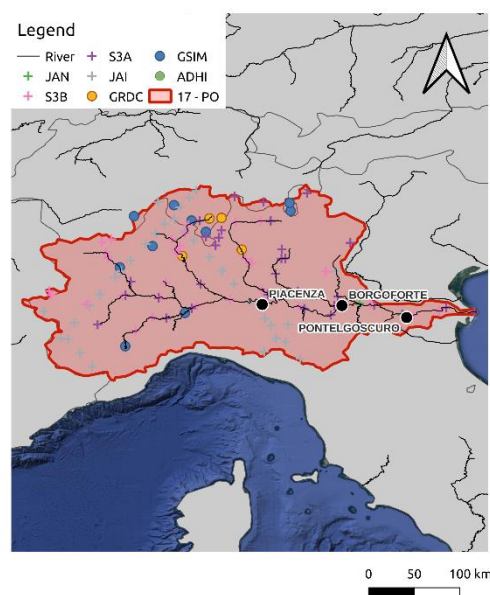 Legend
River S3A GSIM
JAN JAI ADHI
S3B GRDC 17 - PO
PIACENZA BORGOFORTE
PONTELGOSCURO
0 50 100 km